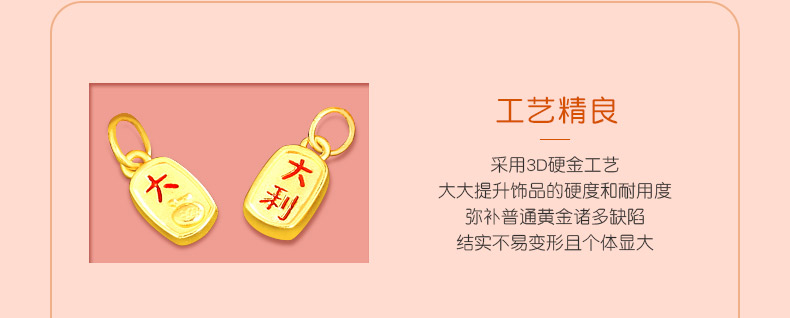 大
大
利
工艺精良
采用3D硬金工艺
大大提升饰品的硬度和耐用度
弥补普通黄金诸多缺陷
结实不易变形且个体显大